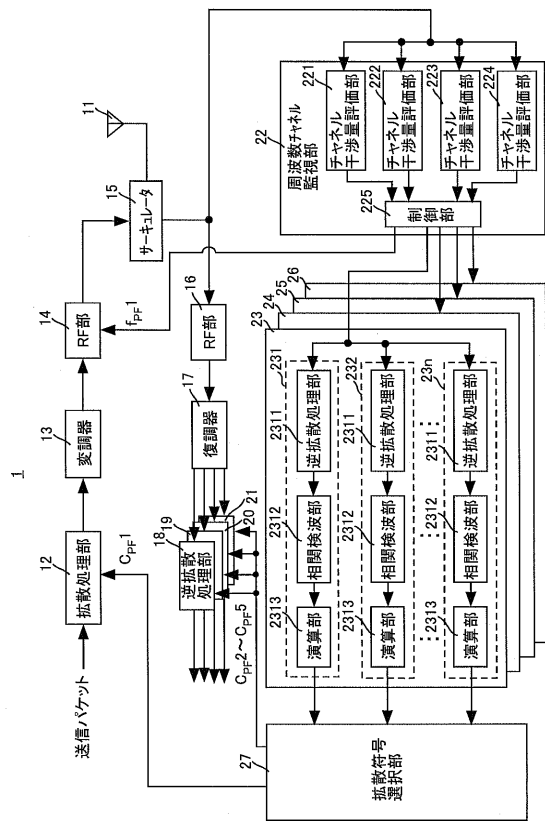 1
送信パケット
12
拡散処理部
13
変調器
14
RF部
15
サーキュレータ
11
C_PF1
f_PF1
16
RF部
17
復調器
18
19
20
21
逆拡散
処理部
C_PF2〜C_PF5
22
周波数チャネル
監視部
221
チャネル
干渉量評価部
222
チャネル
干渉量評価部
223
チャネル
干渉量評価部
224
チャネル
干渉量評価部
225
制御部
23
24
25
26
231
2311
逆拡散処理部
2312
相関検波部
2313
演算部
232
2311
逆拡散処理部
2312
相関検波部
2313
演算部
23n
2311
逆拡散処理部
2312
相関検波部
2313
演算部
27
拡散符号
選択部